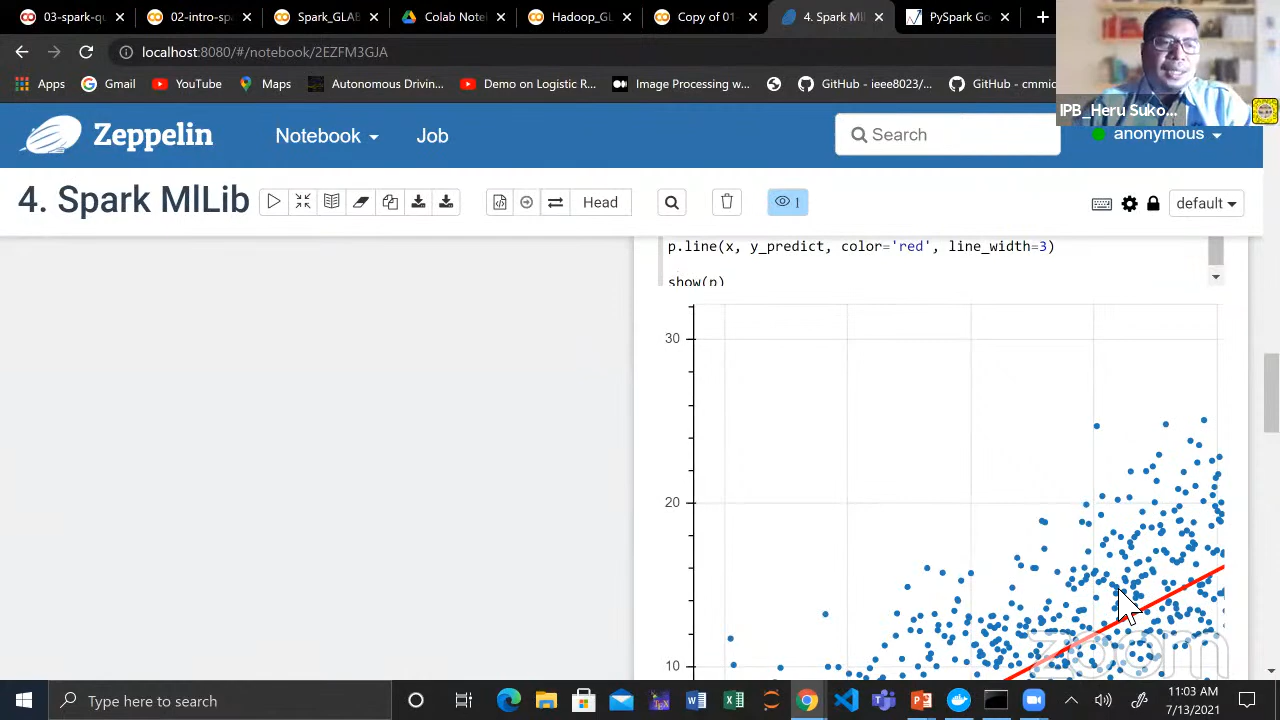 03-spark-qu
02-intro-spa
Spark_GLAB
Colab Note
Hadoop_GL
Copy of 01
4. Spark Ml
PySpark Go
localhost:8080/#/notebook/2EZFM3GJA
Apps
Gmail
YouTube
Maps
Autonomous Drivin...
Demo on Logistic R...
Image Processing w...
GitHub - ieee8023/...
GitHub - cmmic
IPB_Heru Suko...
Zeppelin
Notebook
Job
Search
anonymous
4. Spark MlLib
Head
1
default
p.line(x, y_predict, color='red', line_width=3)
show(p)
30
20
10
zoom
Type here to search
11:03 AM
7/13/2021